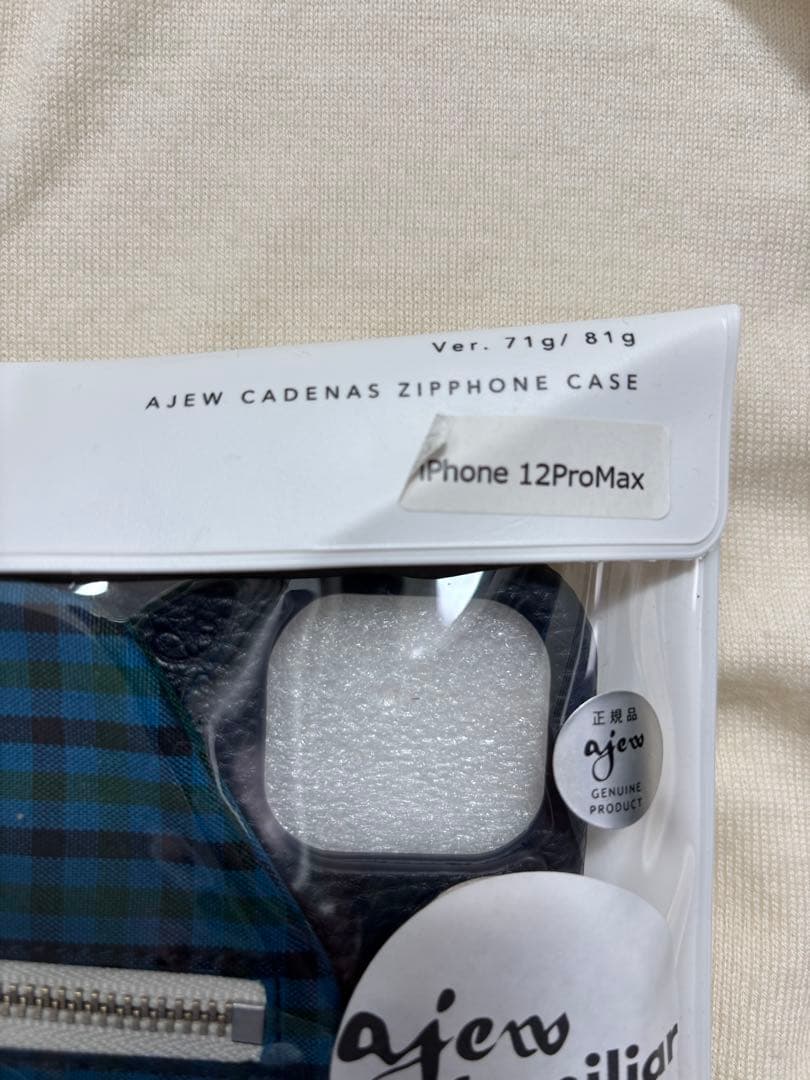 Ver. 71g/ 81g
AJEW CADENAS ZIPPHONE CASE
iPhone 12ProMax
正規品
ajew
GENUINE
PRODUCT
ajew